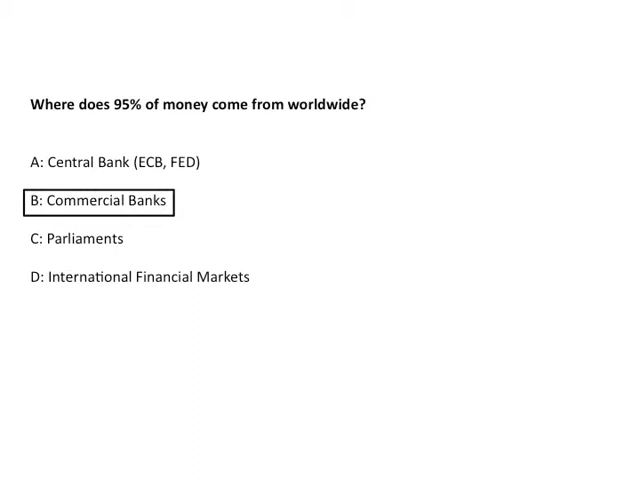 Where does 95% of money come from worldwide?
A: Central Bank (ECB, FED)
B: Commercial Banks
C: Parliaments
D: International Financial Markets